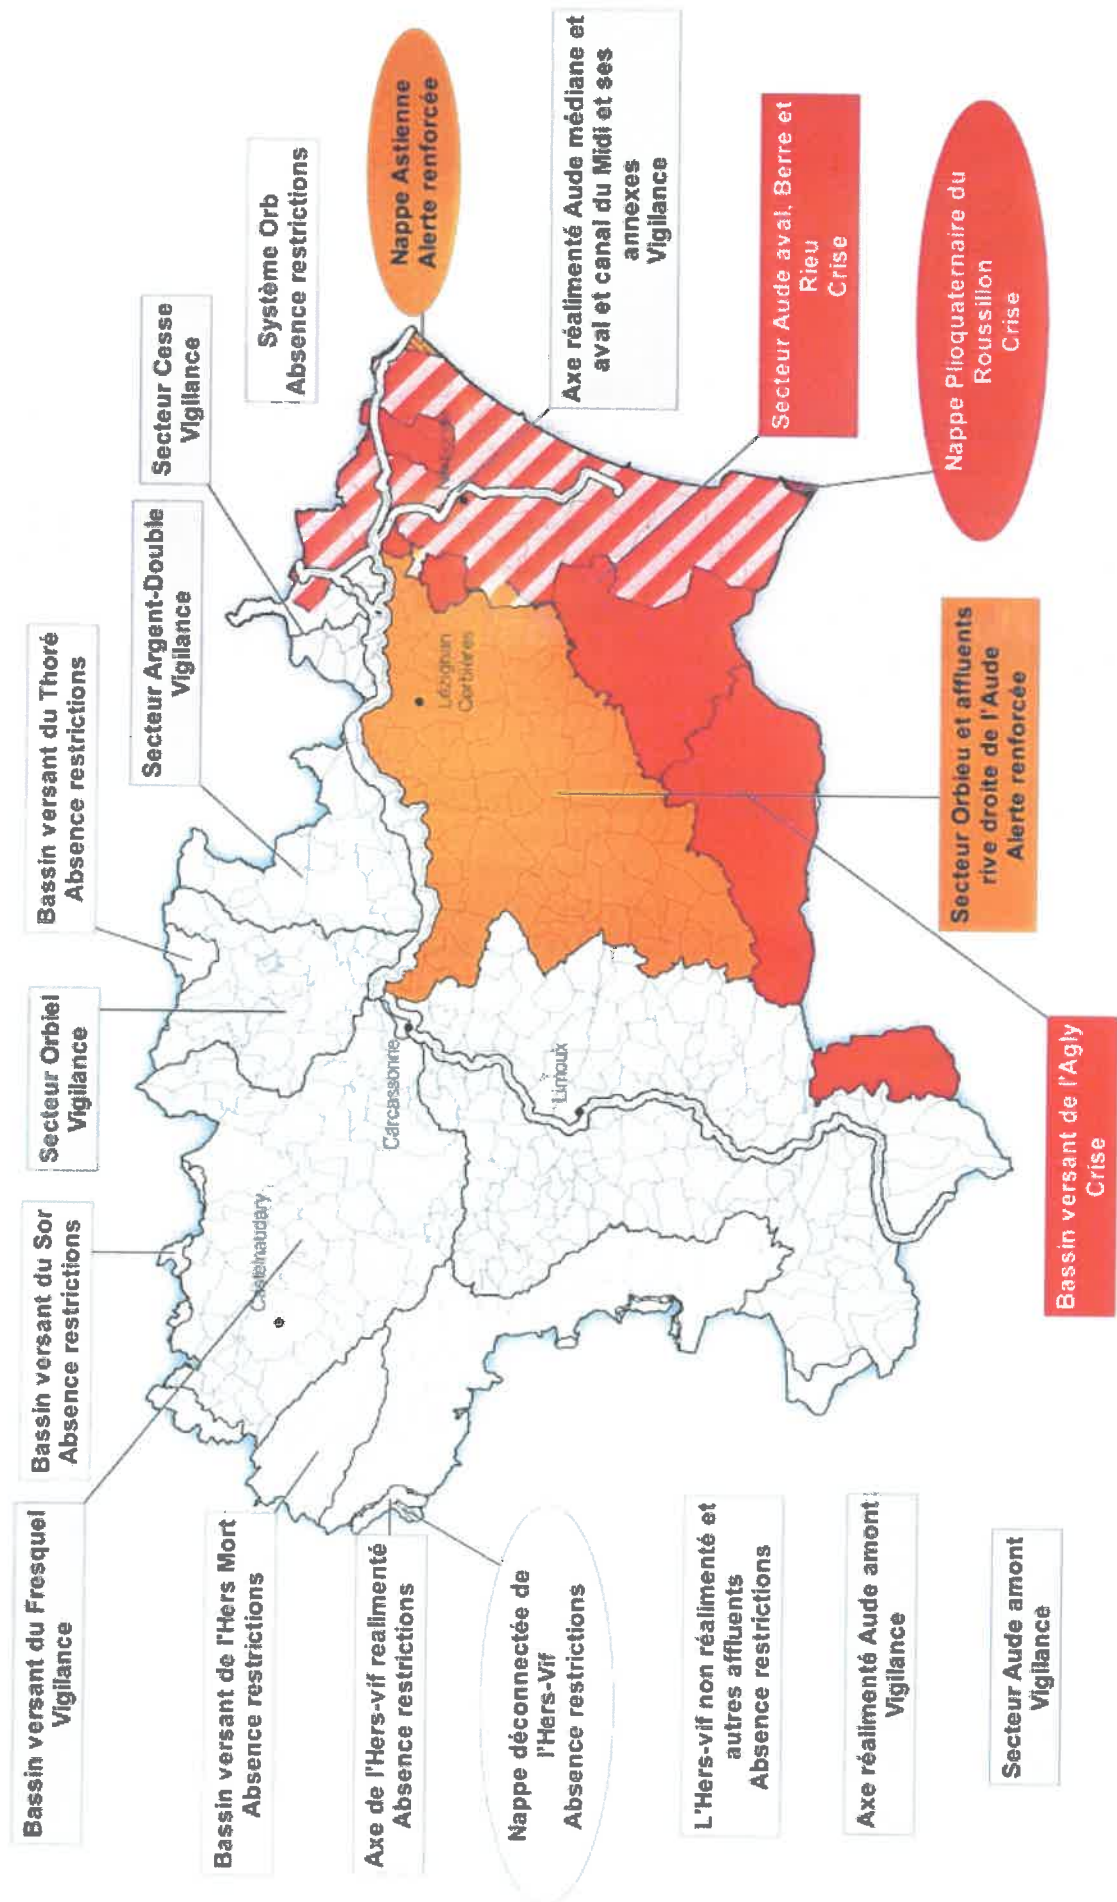 Bassin versant du Fresquel
Vigilance
Bassin versant du Sor
Absence restrictions
Secteur Orbiel
Vigilance
Bassin versant du Thoré
Absence restrictions
Secteur Argent-Double
Vigilance
Secteur Cesse
Vigilance
Système Orb
Absence restrictions
Nappe Astienne
Alerte renforcée
Axe réalimenté Aude médiane et
aval et canal du Midi et ses
annexes
Vigilance
Secteur Aude aval, Berre et
Rieu
Crise
Nappe Plioquaternaire du
Roussillon
Crise
Secteur Orbieu et affluents
rive droite de l'Aude
Alerte renforcée
Bassin versant de l'Agly
Crise
Bassin versant de l'Hers Mort
Absence restrictions
Axe de l'Hers-vif realimenté
Absence restrictions
Nappe déconnectée de
l'Hers-Vif
Absence restrictions
L'Hers-vif non réalimenté et
autres affluents
Absence restrictions
Axe réalimenté Aude amont
Vigilance
Secteur Aude amont
Vigilance
Castelnaudary
Carcassonne
Limoux
Lézignan
Corbières